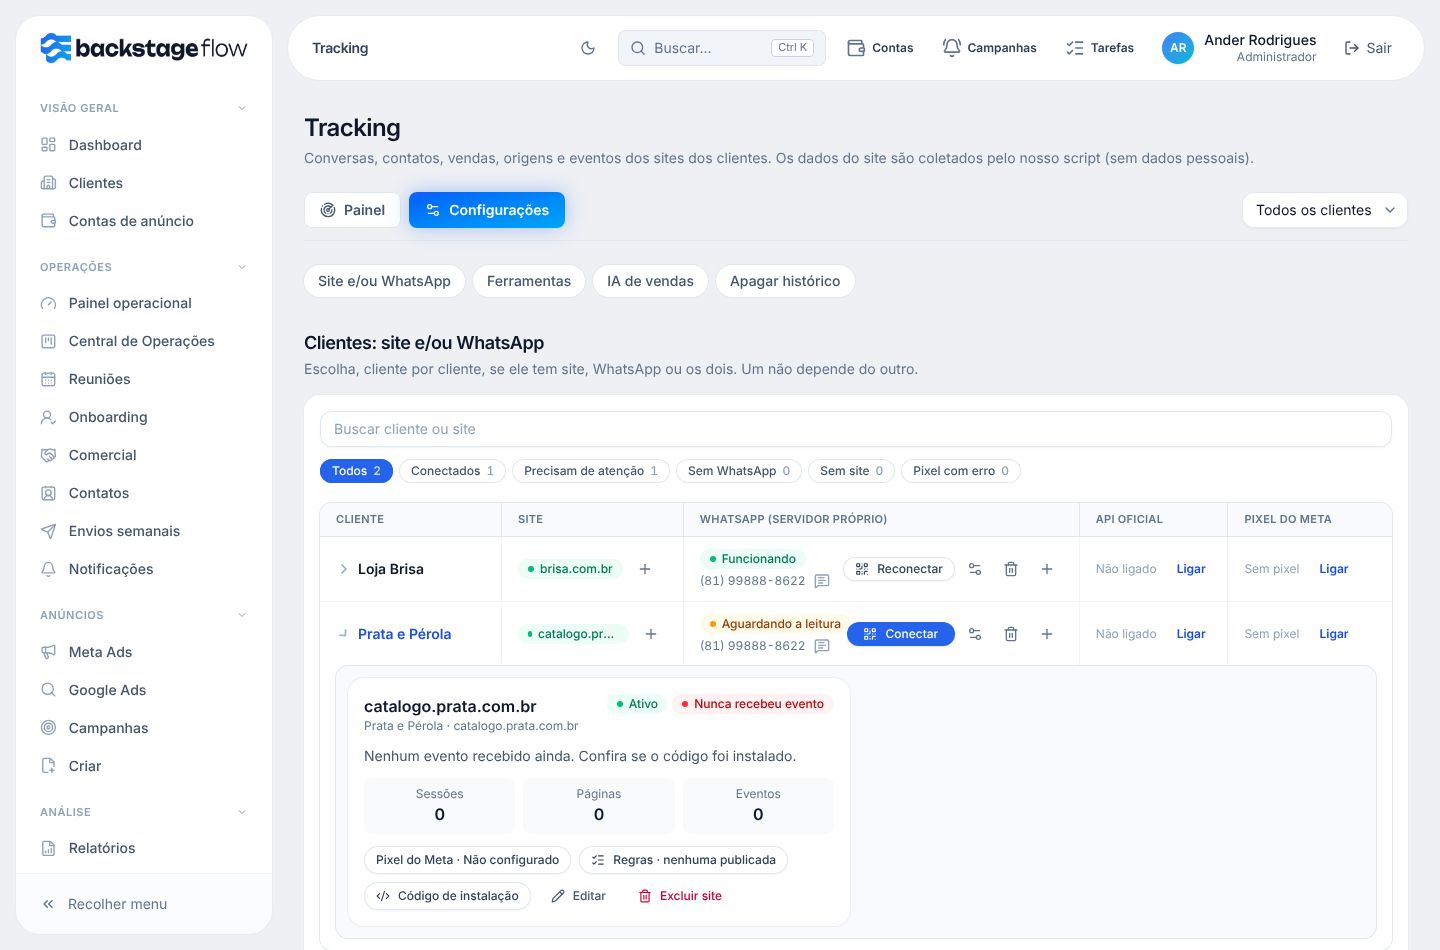 backstageflow
VISÃO GERAL
Dashboard
Clientes
Contas de anúncio
OPERAÇÕES
Painel operacional
Central de Operações
Reuniões
Onboarding
Comercial
Contatos
Envios semanais
Notificações
ANÚNCIOS
Meta Ads
Google Ads
Campanhas
Criar
ANÁLISE
Relatórios
Recolher menu
Tracking
Buscar... Ctrl K
Contas
Campanhas
Tarefas
AR
Ander Rodrigues
Administrador
Sair
Tracking
Conversas, contatos, vendas, origens e eventos dos sites dos clientes. Os dados do site são coletados pelo nosso script (sem dados pessoais).
Painel
Configurações
Todos os clientes
Site e/ou WhatsApp
Ferramentas
IA de vendas
Apagar histórico
Clientes: site e/ou WhatsApp
Escolha, cliente por cliente, se ele tem site, WhatsApp ou os dois. Um não depende do outro.
Buscar cliente ou site
Todos 2
Conectados 1
Precisam de atenção 1
Sem WhatsApp 0
Sem site 0
Pixel com erro 0
CLIENTE SITE WHATSAPP (SERVIDOR PRÓPRIO) API OFICIAL PIXEL DO META
Loja Brisa
brisa.com.br
Funcionando
(81) 99888-8622
Reconectar
Não ligado Ligar
Sem pixel Ligar
Prata e Pérola
catalogo.pr...
Aguardando a leitura
(81) 99888-8622
Conectar
Não ligado Ligar
Sem pixel Ligar
catalogo.prata.com.br
Ativo
Nunca recebeu evento
Prata e Pérola · catalogo.prata.com.br
Nenhum evento recebido ainda. Confira se o código foi instalado.
Sessões
0
Páginas
0
Eventos
0
Pixel do Meta · Não configurado
Regras · nenhuma publicada
Código de instalação
Editar
Excluir site